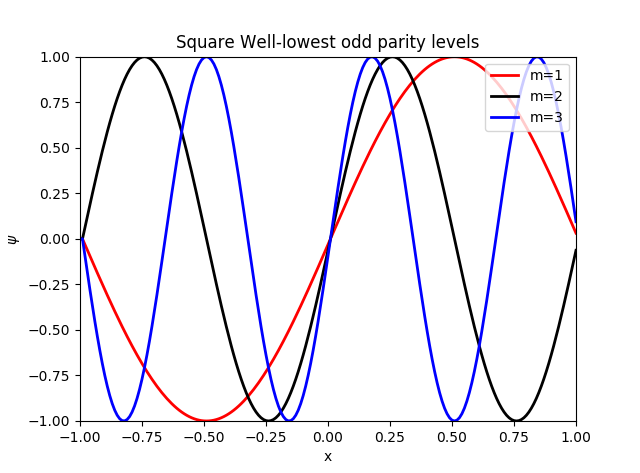 Square Well-lowest odd parity levels
1.00
0.75
0.50
0.25
0.00
−0.25
−0.50
−0.75
−1.00
ψ
m=1
m=2
m=3
−1.00 −0.75 −0.50 −0.25 0.00 0.25 0.50 0.75 1.00
x